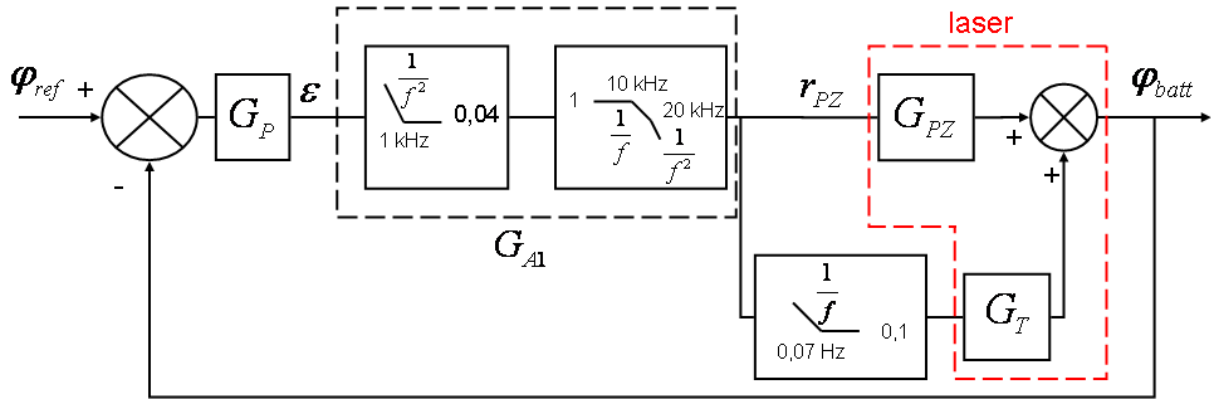 laser
φref +
GP
ε
1/f²
0,04
1 kHz
10 kHz
1
20 kHz
1/f
1/f²
rPZ
GPZ
+
φbatt
-
+
GA1
1/f
0,1
0,07 Hz
GT